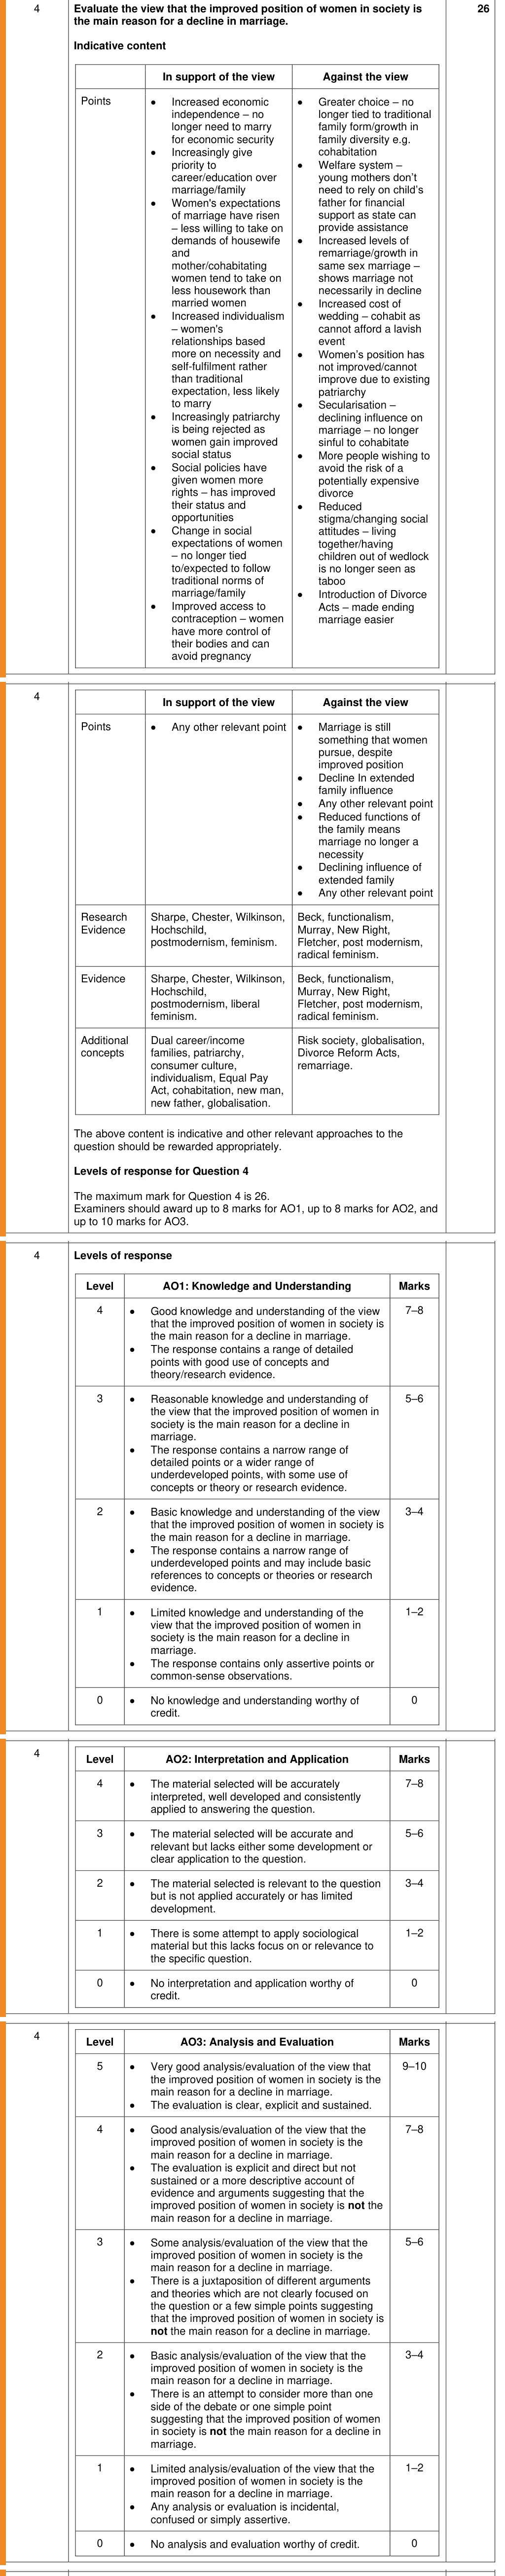 4
Evaluate the view that the improved position of women in society is
the main reason for a decline in marriage.
26
Indicative content
In support of the view
Against the view
Points
• Increased economic
independence – no
longer need to marry
for economic security
• Increasingly give
priority to
career/education over
marriage/family
• Women's expectations
of marriage have risen
– less willing to take on
demands of housewife
and
mother/cohabitating
women tend to take on
less housework than
married women
• Increased individualism
– women's
relationships based
more on necessity and
self-fulfilment rather
than traditional
expectation, less likely
to marry
• Increasingly patriarchy
is being rejected as
women gain improved
social status
• Social policies have
given women more
rights – has improved
their status and
opportunities
• Change in social
expectations of women
– no longer tied
to/expected to follow
traditional norms of
marriage/family
• Improved access to
contraception – women
have more control of
their bodies and can
avoid pregnancy
• Greater choice – no
longer tied to traditional
family form/growth in
family diversity e.g.
cohabitation
• Welfare system –
young mothers don't
need to rely on child's
father for financial
support as state can
provide assistance
• Increased levels of
remarriage/growth in
same sex marriage –
shows marriage not
necessarily in decline
• Increased cost of
wedding – cohabit as
cannot afford a lavish
event
• Women's position has
not improved/cannot
improve due to existing
patriarchy
• Secularisation –
declining influence on
marriage – no longer
sinful to cohabitate
• More people wishing to
avoid the risk of a
potentially expensive
divorce
• Reduced
stigma/changing social
attitudes – living
together/having
children out of wedlock
is no longer seen as
taboo
• Introduction of Divorce
Acts – made ending
marriage easier
4
In support of the view
Against the view
Points
• Any other relevant point
• Marriage is still
something that women
pursue, despite
improved position
• Decline In extended
family influence
• Any other relevant point
• Reduced functions of
the family means
marriage no longer a
necessity
• Declining influence of
extended family
• Any other relevant point
Research
Evidence
Sharpe, Chester, Wilkinson,
Hochschild,
postmodernism, feminism.
Beck, functionalism,
Murray, New Right,
Fletcher, post modernism,
radical feminism.
Evidence
Sharpe, Chester, Wilkinson,
Hochschild,
postmodernism, liberal
feminism.
Beck, functionalism,
Murray, New Right,
Fletcher, post modernism,
radical feminism.
Additional
concepts
Dual career/income
families, patriarchy,
consumer culture,
individualism, Equal Pay
Act, cohabitation, new man,
new father, globalisation.
Risk society, globalisation,
Divorce Reform Acts,
remarriage.
The above content is indicative and other relevant approaches to the
question should be rewarded appropriately.
Levels of response for Question 4
The maximum mark for Question 4 is 26.
Examiners should award up to 8 marks for AO1, up to 8 marks for AO2, and
up to 10 marks for AO3.
4
Levels of response
Level
AO1: Knowledge and Understanding
Marks
4
• Good knowledge and understanding of the view
that the improved position of women in society is
the main reason for a decline in marriage.
• The response contains a range of detailed
points with good use of concepts and
theory/research evidence.
7–8
3
• Reasonable knowledge and understanding of
the view that the improved position of women in
society is the main reason for a decline in
marriage.
• The response contains a narrow range of
detailed points or a wider range of
underdeveloped points, with some use of
concepts or theory or research evidence.
5–6
2
• Basic knowledge and understanding of the view
that the improved position of women in society is
the main reason for a decline in marriage.
• The response contains a narrow range of
underdeveloped points and may include basic
references to concepts or theories or research
evidence.
3–4
1
• Limited knowledge and understanding of the
view that the improved position of women in
society is the main reason for a decline in
marriage.
• The response contains only assertive points or
common-sense observations.
1–2
0
• No knowledge and understanding worthy of
credit.
0
4
Level
AO2: Interpretation and Application
Marks
4
• The material selected will be accurately
interpreted, well developed and consistently
applied to answering the question.
7–8
3
• The material selected will be accurate and
relevant but lacks either some development or
clear application to the question.
5–6
2
• The material selected is relevant to the question
but is not applied accurately or has limited
development.
3–4
1
• There is some attempt to apply sociological
material but this lacks focus on or relevance to
the specific question.
1–2
0
• No interpretation and application worthy of
credit.
0
4
Level
AO3: Analysis and Evaluation
Marks
5
• Very good analysis/evaluation of the view that
the improved position of women in society is the
main reason for a decline in marriage.
• The evaluation is clear, explicit and sustained.
9–10
4
• Good analysis/evaluation of the view that the
improved position of women in society is the
main reason for a decline in marriage.
• The evaluation is explicit and direct but not
sustained or a more descriptive account of
evidence and arguments suggesting that the
improved position of women in society is not the
main reason for a decline in marriage.
7–8
3
• Some analysis/evaluation of the view that the
improved position of women in society is the
main reason for a decline in marriage.
• There is a juxtaposition of different arguments
and theories which are not clearly focused on
the question or a few simple points suggesting
that the improved position of women in society is
not the main reason for a decline in marriage.
5–6
2
• Basic analysis/evaluation of the view that the
improved position of women in society is the
main reason for a decline in marriage.
• There is an attempt to consider more than one
side of the debate or one simple point
suggesting that the improved position of women
in society is not the main reason for a decline in
marriage.
3–4
1
• Limited analysis/evaluation of the view that the
improved position of women in society is the
main reason for a decline in marriage.
• Any analysis or evaluation is incidental,
confused or simply assertive.
1–2
0
• No analysis and evaluation worthy of credit.
0